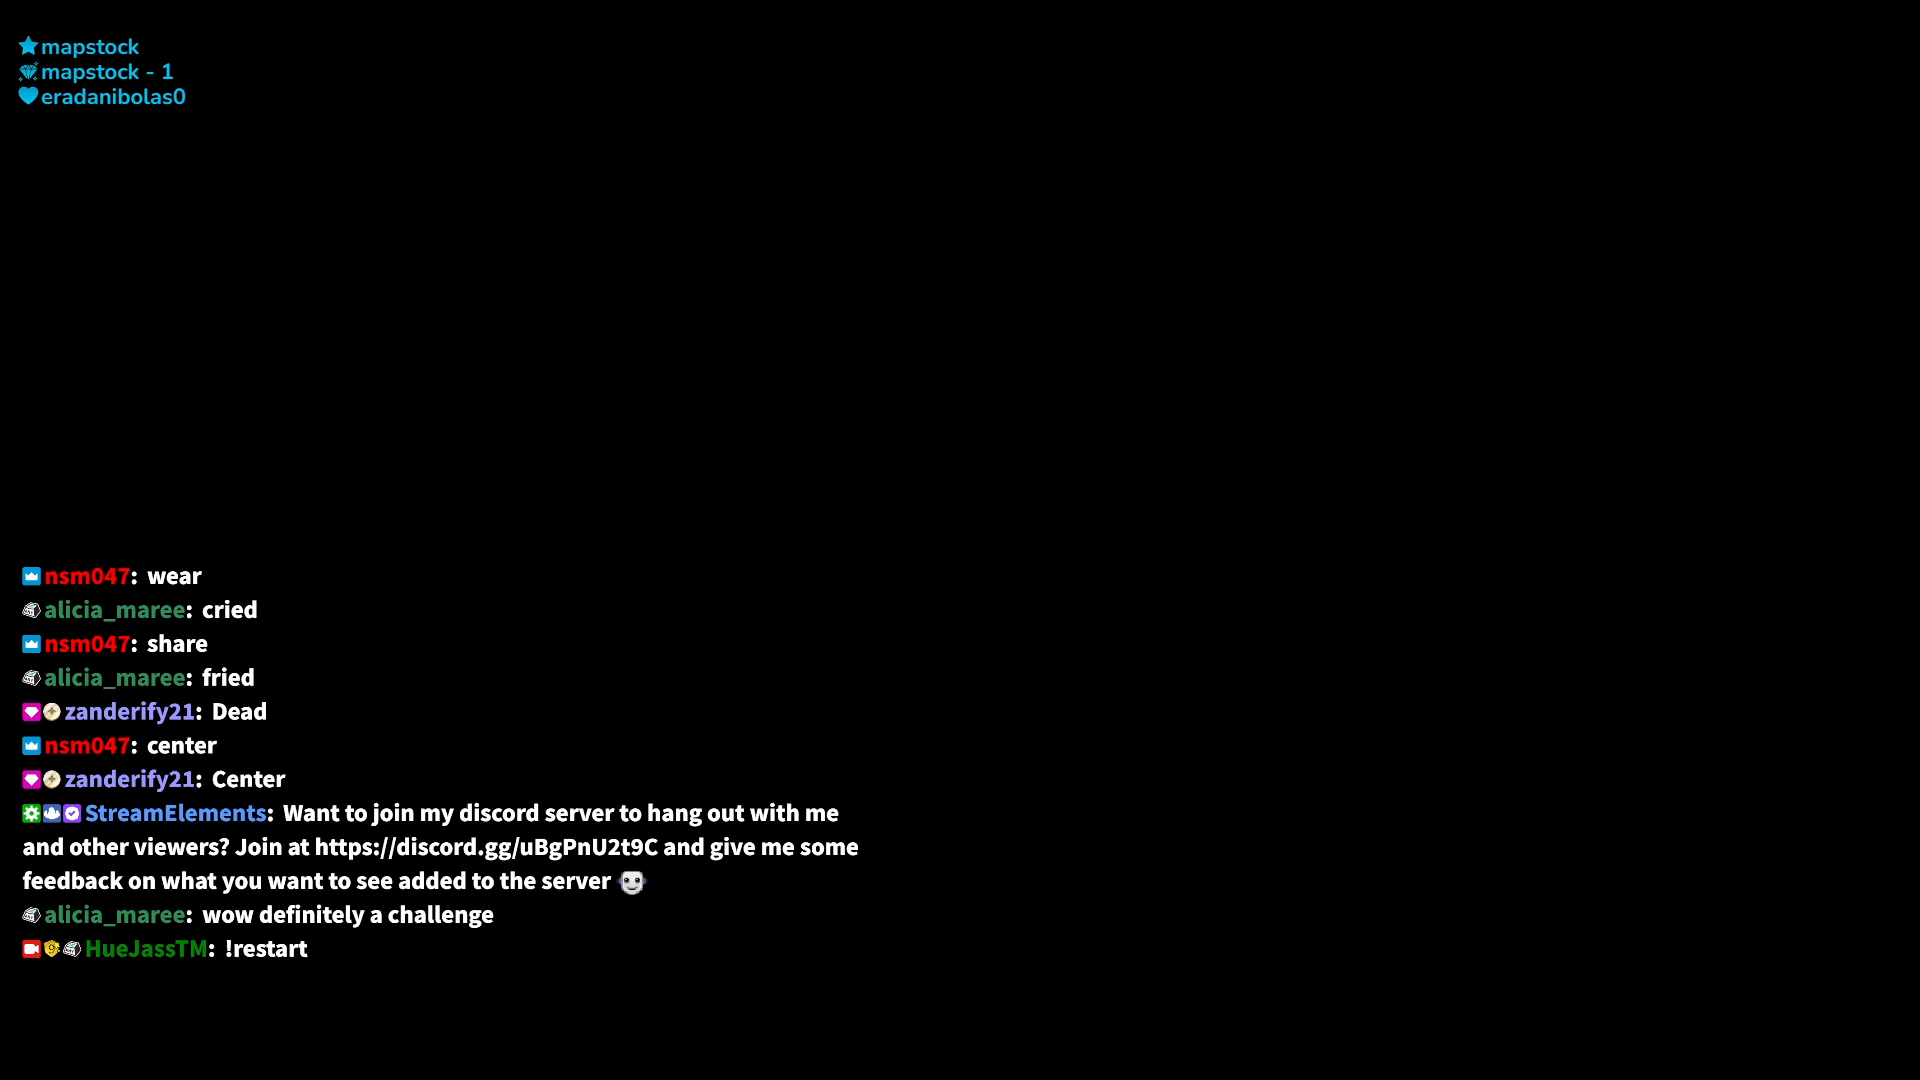 mapstock
mapstock - 1
eradanibolas0
nsm047: wear
alicia_maree: cried
nsm047: share
alicia_maree: fried
zanderify21: Dead
nsm047: center
zanderify21: Center
StreamElements: Want to join my discord server to hang out with me
and other viewers? Join at https://discord.gg/uBgPnU2t9C and give me some
feedback on what you want to see added to the server
alicia_maree: wow definitely a challenge
HueJassTM: !restart